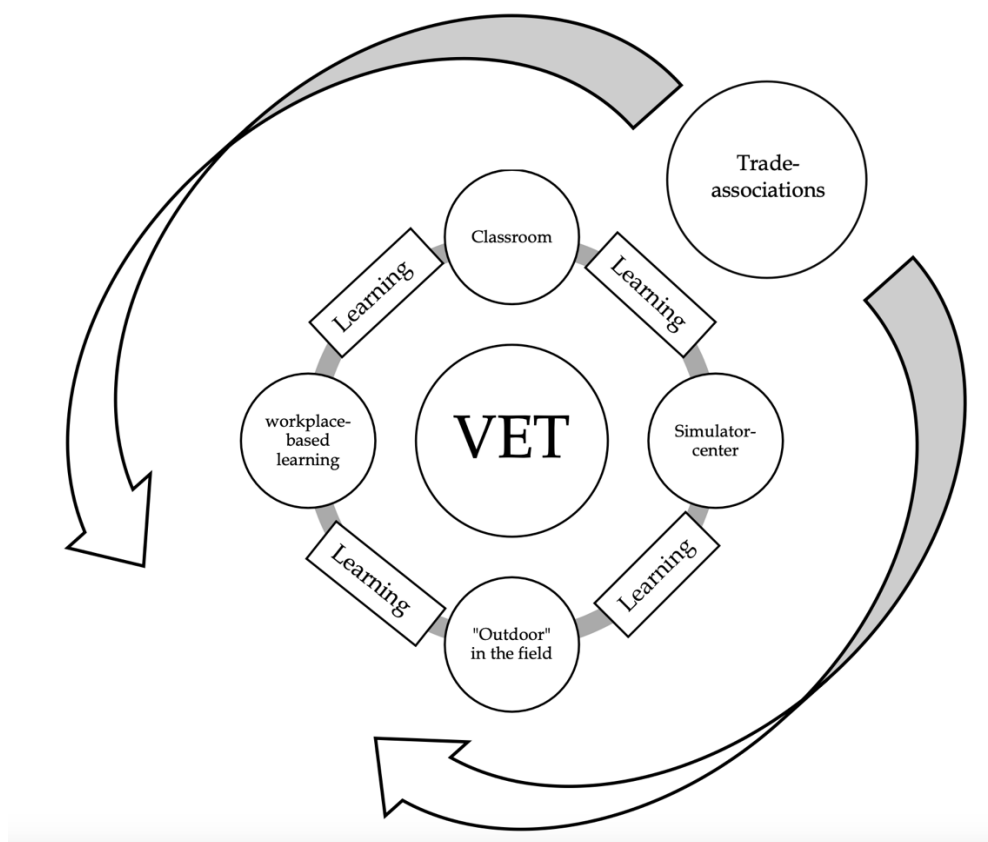 Trade-
associations
Classroom
Learning
Learning
workplace-
based
learning
VET
Simulator-
center
Learning
Learning
"Outdoor"
in the field